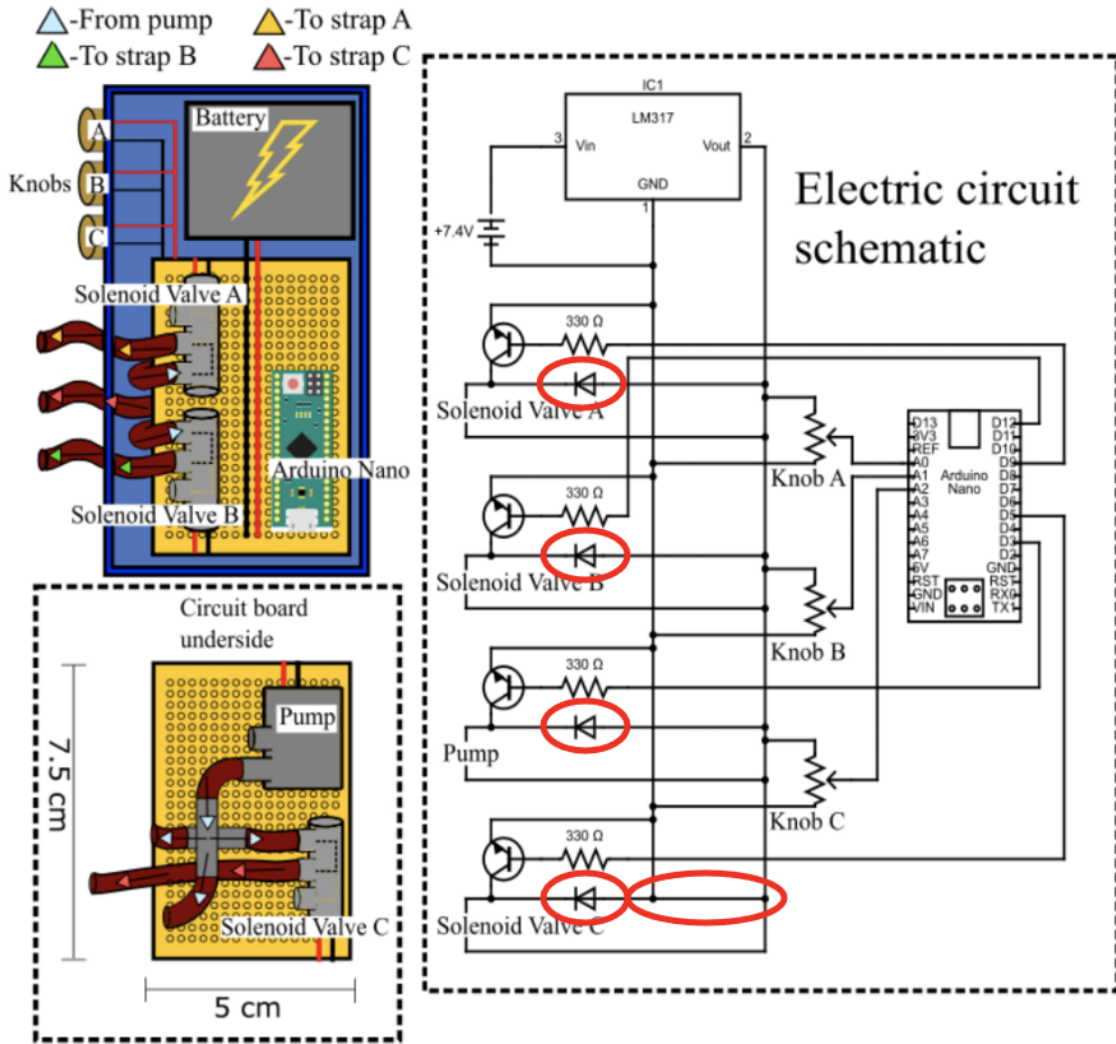 -From pump
-To strap A
-To strap B
-To strap C
Battery
A
Knobs
B
C
Solenoid Valve A
Arduino Nano
Solenoid Valve B
Circuit board
underside
Pump
7.5 cm
Solenoid Valve C
5 cm
Electric circuit
schematic
IC1
LM317
3
Vin
Vout
2
GND
1
+7.4V
330 Ω
Solenoid Valve A
Knob A
330 Ω
Solenoid Valve B
Knob B
330 Ω
Pump
Knob C
330 Ω
Solenoid Valve C
Arduino
Nano
D13
3V3
REF
A0
A1
A2
A3
A4
A5
A6
A7
5V
RST
GND
VIN
D12
D11
D10
D9
D8
D7
D6
D5
D4
D3
D2
GND
RST
RX0
TX1